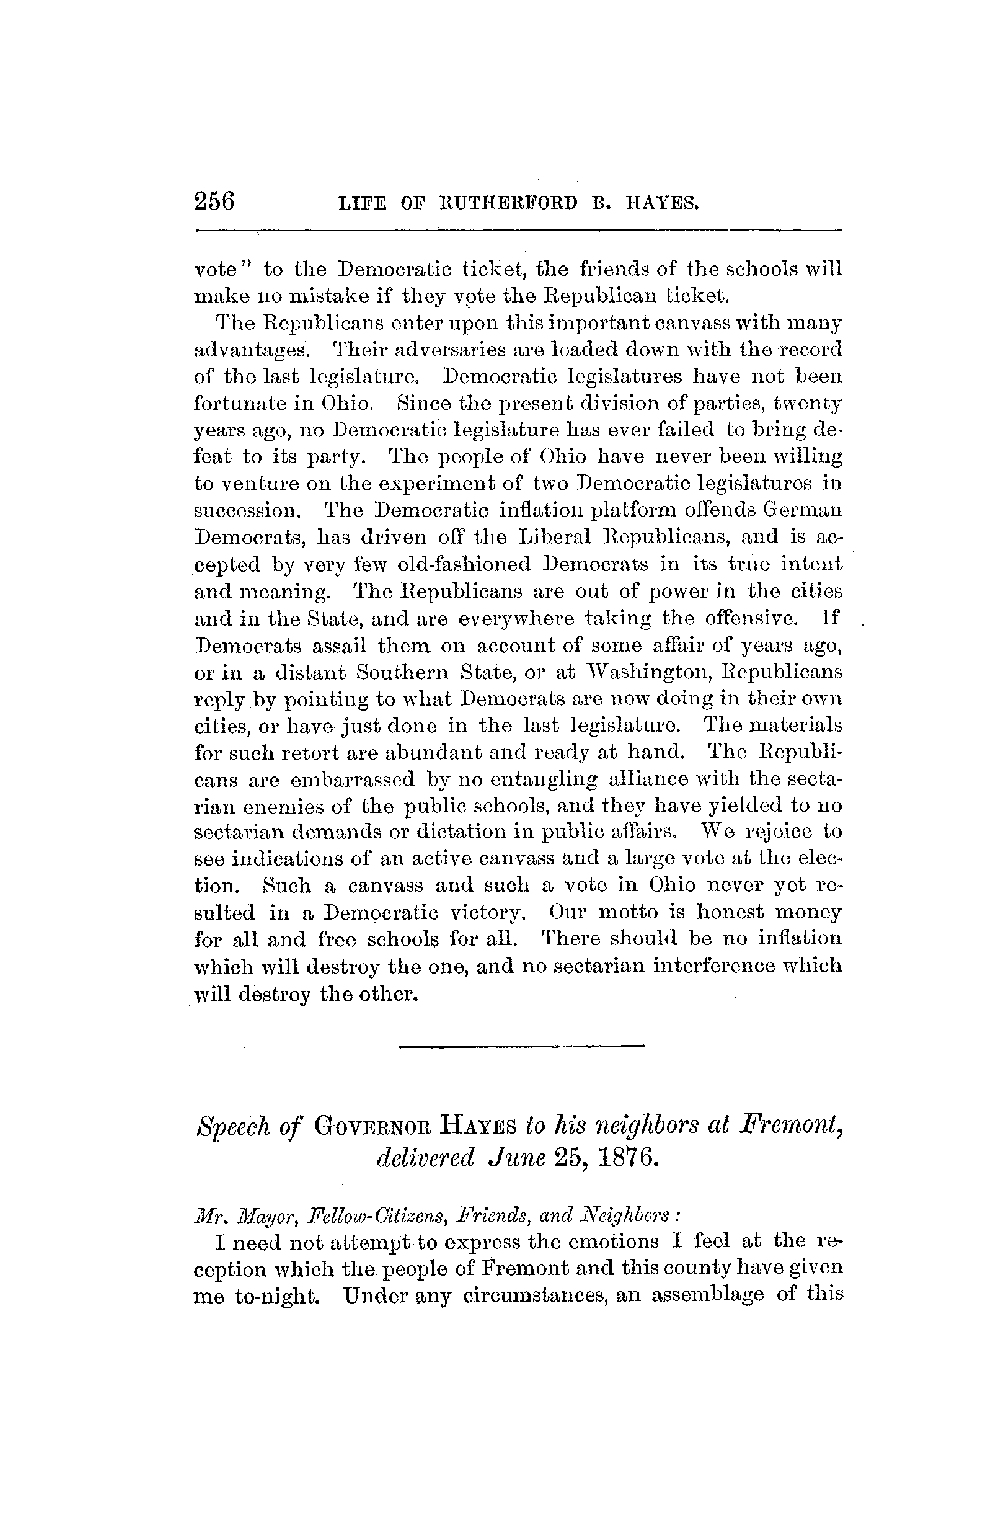 256 LIFE OF RUTHERFORD B. HAYES.
vote" to the Democratic ticket, the friends of the schools will
make no mistake if they vote the Republican ticket.
The Republicans enter upon this important canvass with many
advantages. Their adversaries are loaded down with the record
of the last legislature. Democratic legislatures have not been
fortunate in Ohio. Since the present division of parties, twenty
years ago, no Democratic legislature has ever failed to bring de-
feat to its party. The people of Ohio have never been willing
to venture on the experiment of two Democratic legislatures in
succession. The Democratic inflation platform offends German
Democrats, has driven off the Liberal Republicans, and is ac-
cepted by very few old-fashioned Democrats in its true intent
and meaning. The Republicans are out of power in the cities
and in the State, and are everywhere taking the offensive. If
Democrats assail them on account of some affair of years ago,
or in a distant Southern State, or at Washington, Republicans
reply by pointing to what Democrats are now doing in their own
cities, or have just done in the last legislature. The materials
for such retort are abundant and ready at hand. The Republi-
cans are embarrassed by no entangling alliance with the secta-
rian enemies of the public schools, and they have yielded to no
sectarian demands or dictation in public affairs. We rejoice to
see indications of an active canvass and a large vote at the elec-
tion. Such a canvass and such a vote in Ohio never yet re-
sulted in a Democratic victory. Our motto is honest money
for all and free schools for all. There should be no inflation
which will destroy the one, and no sectarian interference which
will destroy the other.
Speech of GOVERNOR HAYES to his neighbors at Fremont,
delivered June 25, 1876.
Mr. Mayor, Fellow-Citizens, Friends, and Neighbors:
I need not attempt to express the emotions I feel at the re-
ception which the people of Fremont and this county have given
me to-night. Under any circumstances, an assemblage of this